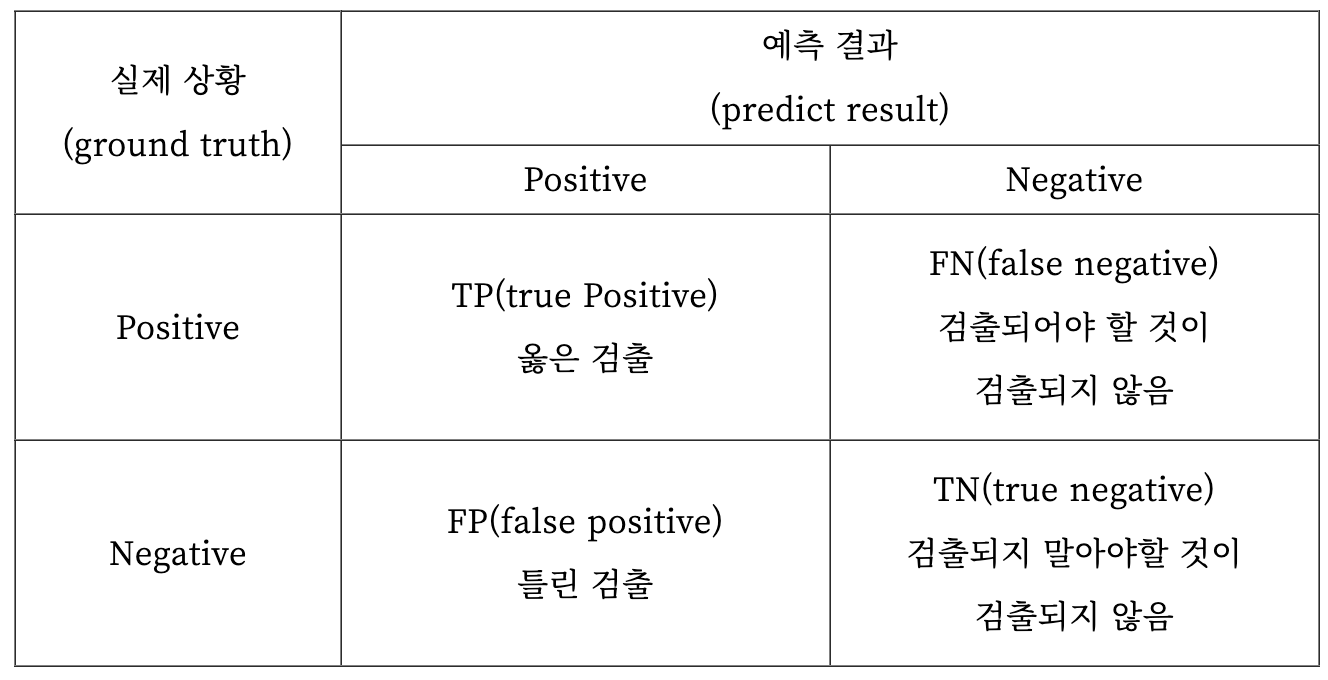 실제 상황
(ground truth)
예측 결과
(predict result)
Positive
Negative
Positive
TP(true Positive)
옳은 검출
FN(false negative)
검출되어야 할 것이
검출되지 않음
Negative
FP(false positive)
틀린 검출
TN(true negative)
검출되지 말아야할 것이
검출되지 않음